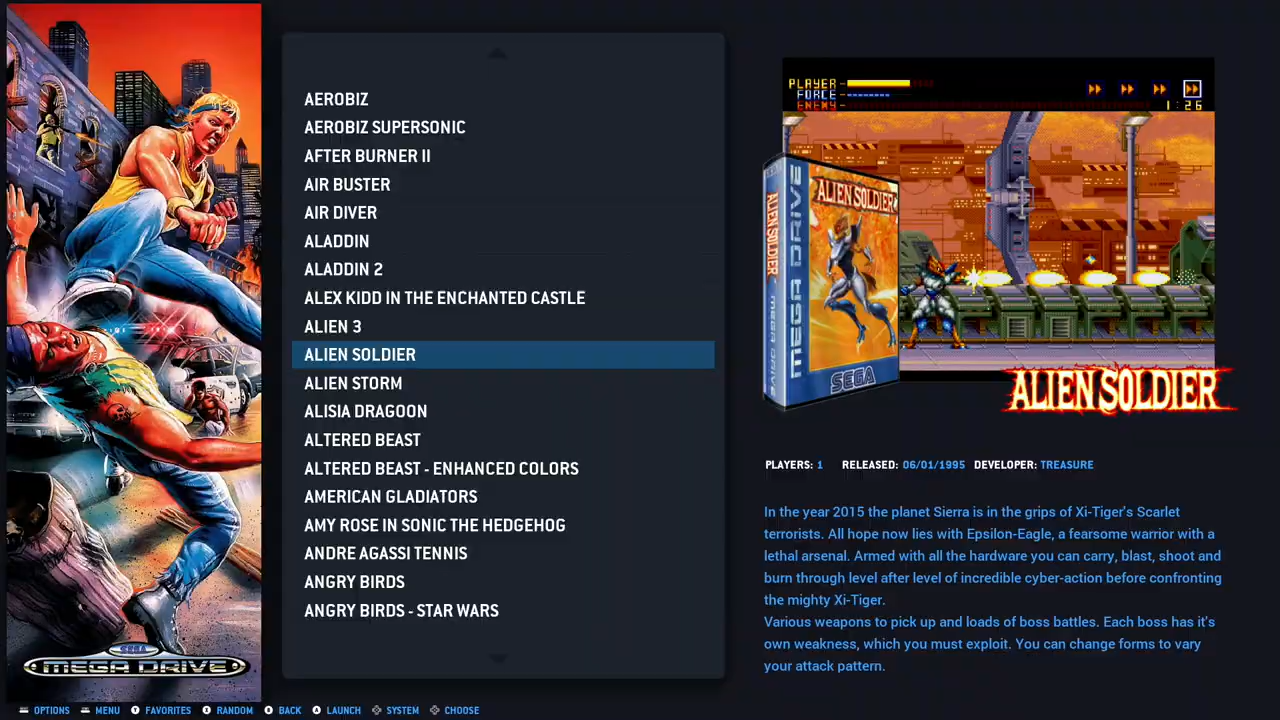 AEROBIZ
AEROBIZ SUPERSONIC
AFTER BURNER II
AIR BUSTER
AIR DIVER
ALADDIN
ALADDIN 2
ALEX KIDD IN THE ENCHANTED CASTLE
ALIEN 3
ALIEN SOLDIER
ALIEN STORM
ALISIA DRAGOON
ALTERED BEAST
ALTERED BEAST - ENHANCED COLORS
AMERICAN GLADIATORS
AMY ROSE IN SONIC THE HEDGEHOG
ANDRE AGASSI TENNIS
ANGRY BIRDS
ANGRY BIRDS - STAR WARS
PLAYER
FORCE
ENEMY
1:26
ALIEN SOLDIER
ALIEN SOLDIER
MEGA DRIVE
MEGA DRIVE
SEGA
ALIEN SOLDIER
PLAYERS: 1 RELEASED: 06/01/1995 DEVELOPER: TREASURE
In the year 2015 the planet Sierra is in the grips of Xi-Tiger's Scarlet
terrorists. All hope now lies with Epsilon-Eagle, a fearsome warrior with a
lethal arsenal. Armed with all the hardware you can carry, blast, shoot and
burn through level after level of incredible cyber-action before confronting
the mighty Xi-Tiger.
Various weapons to pick up and loads of boss battles. Each boss has it's
own weakness, which you must exploit. You can change forms to vary
your attack pattern.
SEGA
MEGA DRIVE
OPTIONS MENU Y FAVORITES X RANDOM B BACK A LAUNCH SYSTEM CHOOSE